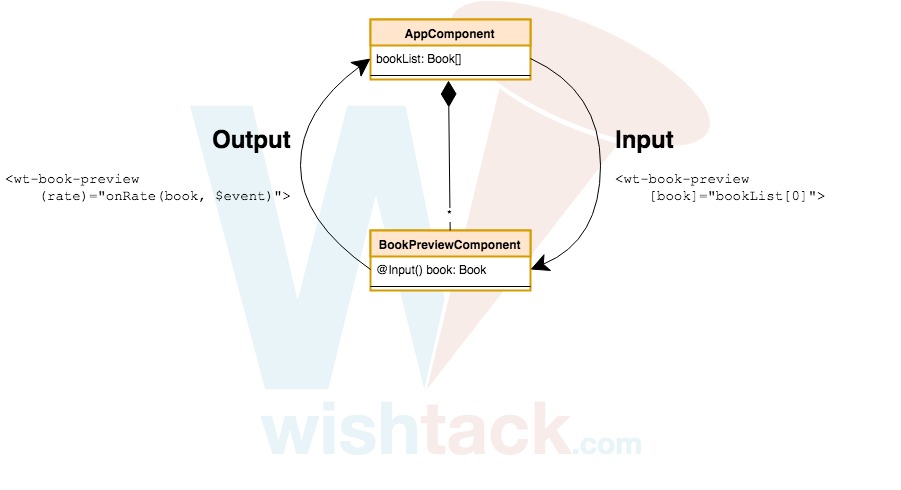 AppComponent
bookList: Book[]
Output
<wt-book-preview
(rate)="onRate(book, $event)">
Input
<wt-book-preview
[book]="bookList[0]">
*
BookPreviewComponent
@Input() book: Book
wishtack.com